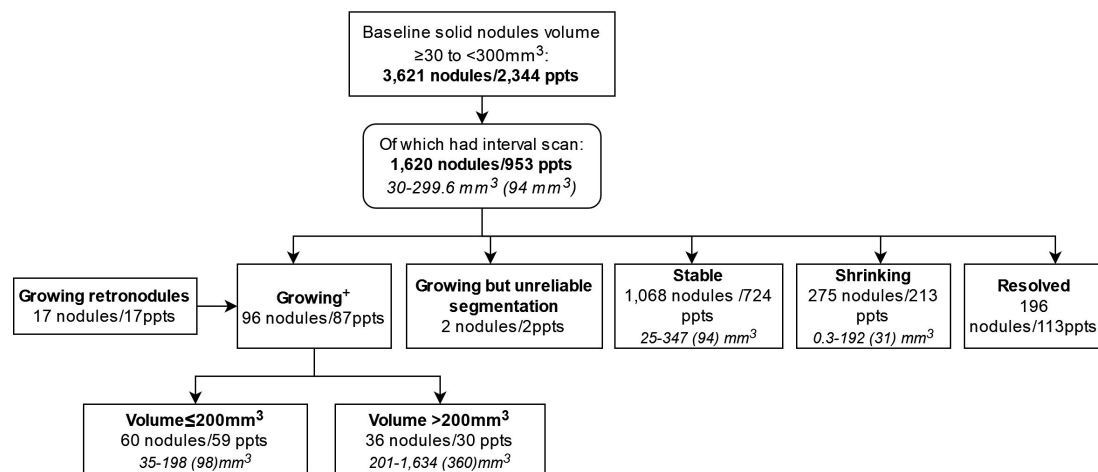 Baseline solid nodules volume
≥30 to <300mm³:
3,621 nodules/2,344 ppts
Of which had interval scan:
1,620 nodules/953 ppts
30-299.6 mm³ (94 mm³)
Growing retronodules
17 nodules/17ppts
Growing⁺
96 nodules/87ppts
Growing but unreliable
segmentation
2 nodules/2ppts
Stable
1,068 nodules /724
ppts
25-347 (94) mm³
Shrinking
275 nodules/213
ppts
0.3-192 (31) mm³
Resolved
196
nodules/113ppts
Volume≤200mm³
60 nodules/59 ppts
35-198 (98)mm³
Volume >200mm³
36 nodules/30 ppts
201-1,634 (360)mm³